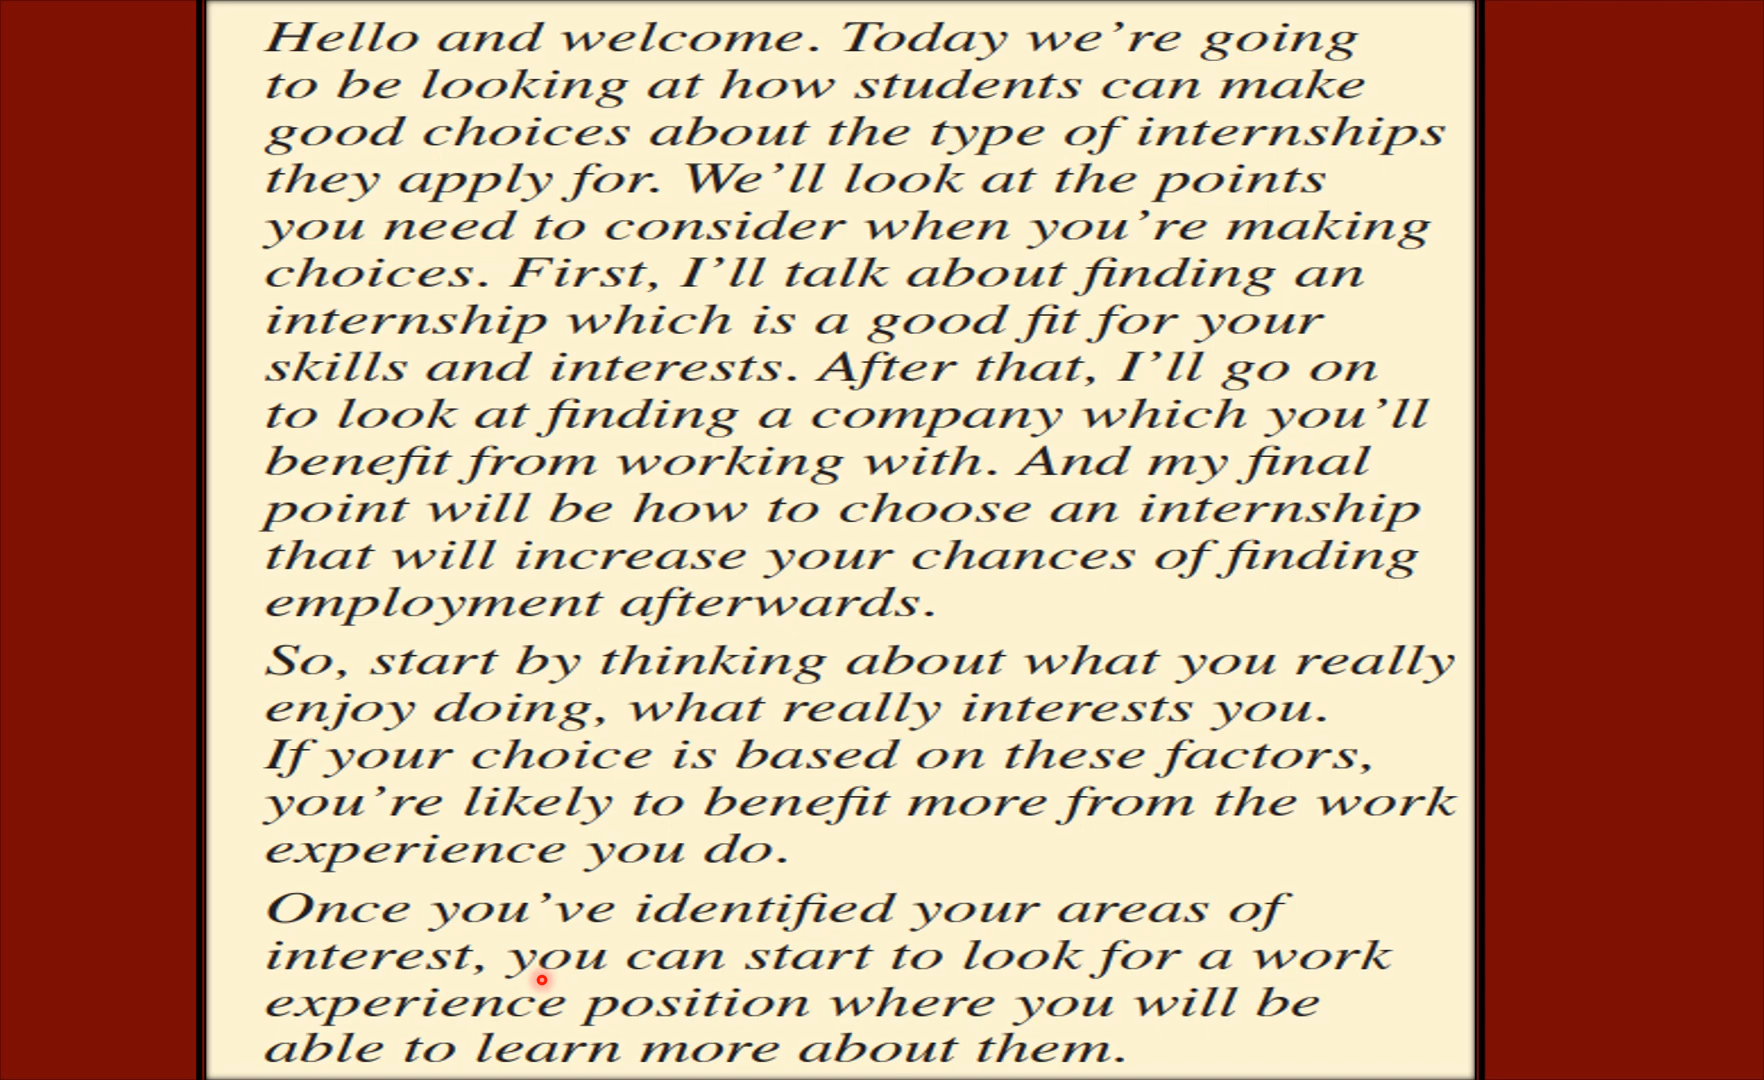 Hello and welcome. Today we’re going
to be looking at how students can make
good choices about the type of internships
they apply for. We’ll look at the points
you need to consider when you’re making
choices. First, I’ll talk about finding an
internship which is a good fit for your
skills and interests. After that, I’ll go on
to look at finding a company which you’ll
benefit from working with. And my final
point will be how to choose an internship
that will increase your chances of finding
employment afterwards.
So, start by thinking about what you really
enjoy doing, what really interests you.
If your choice is based on these factors,
you’re likely to benefit more from the work
experience you do.
Once you’ve identified your areas of
interest, you can start to look for a work
experience position where you will be
able to learn more about them.